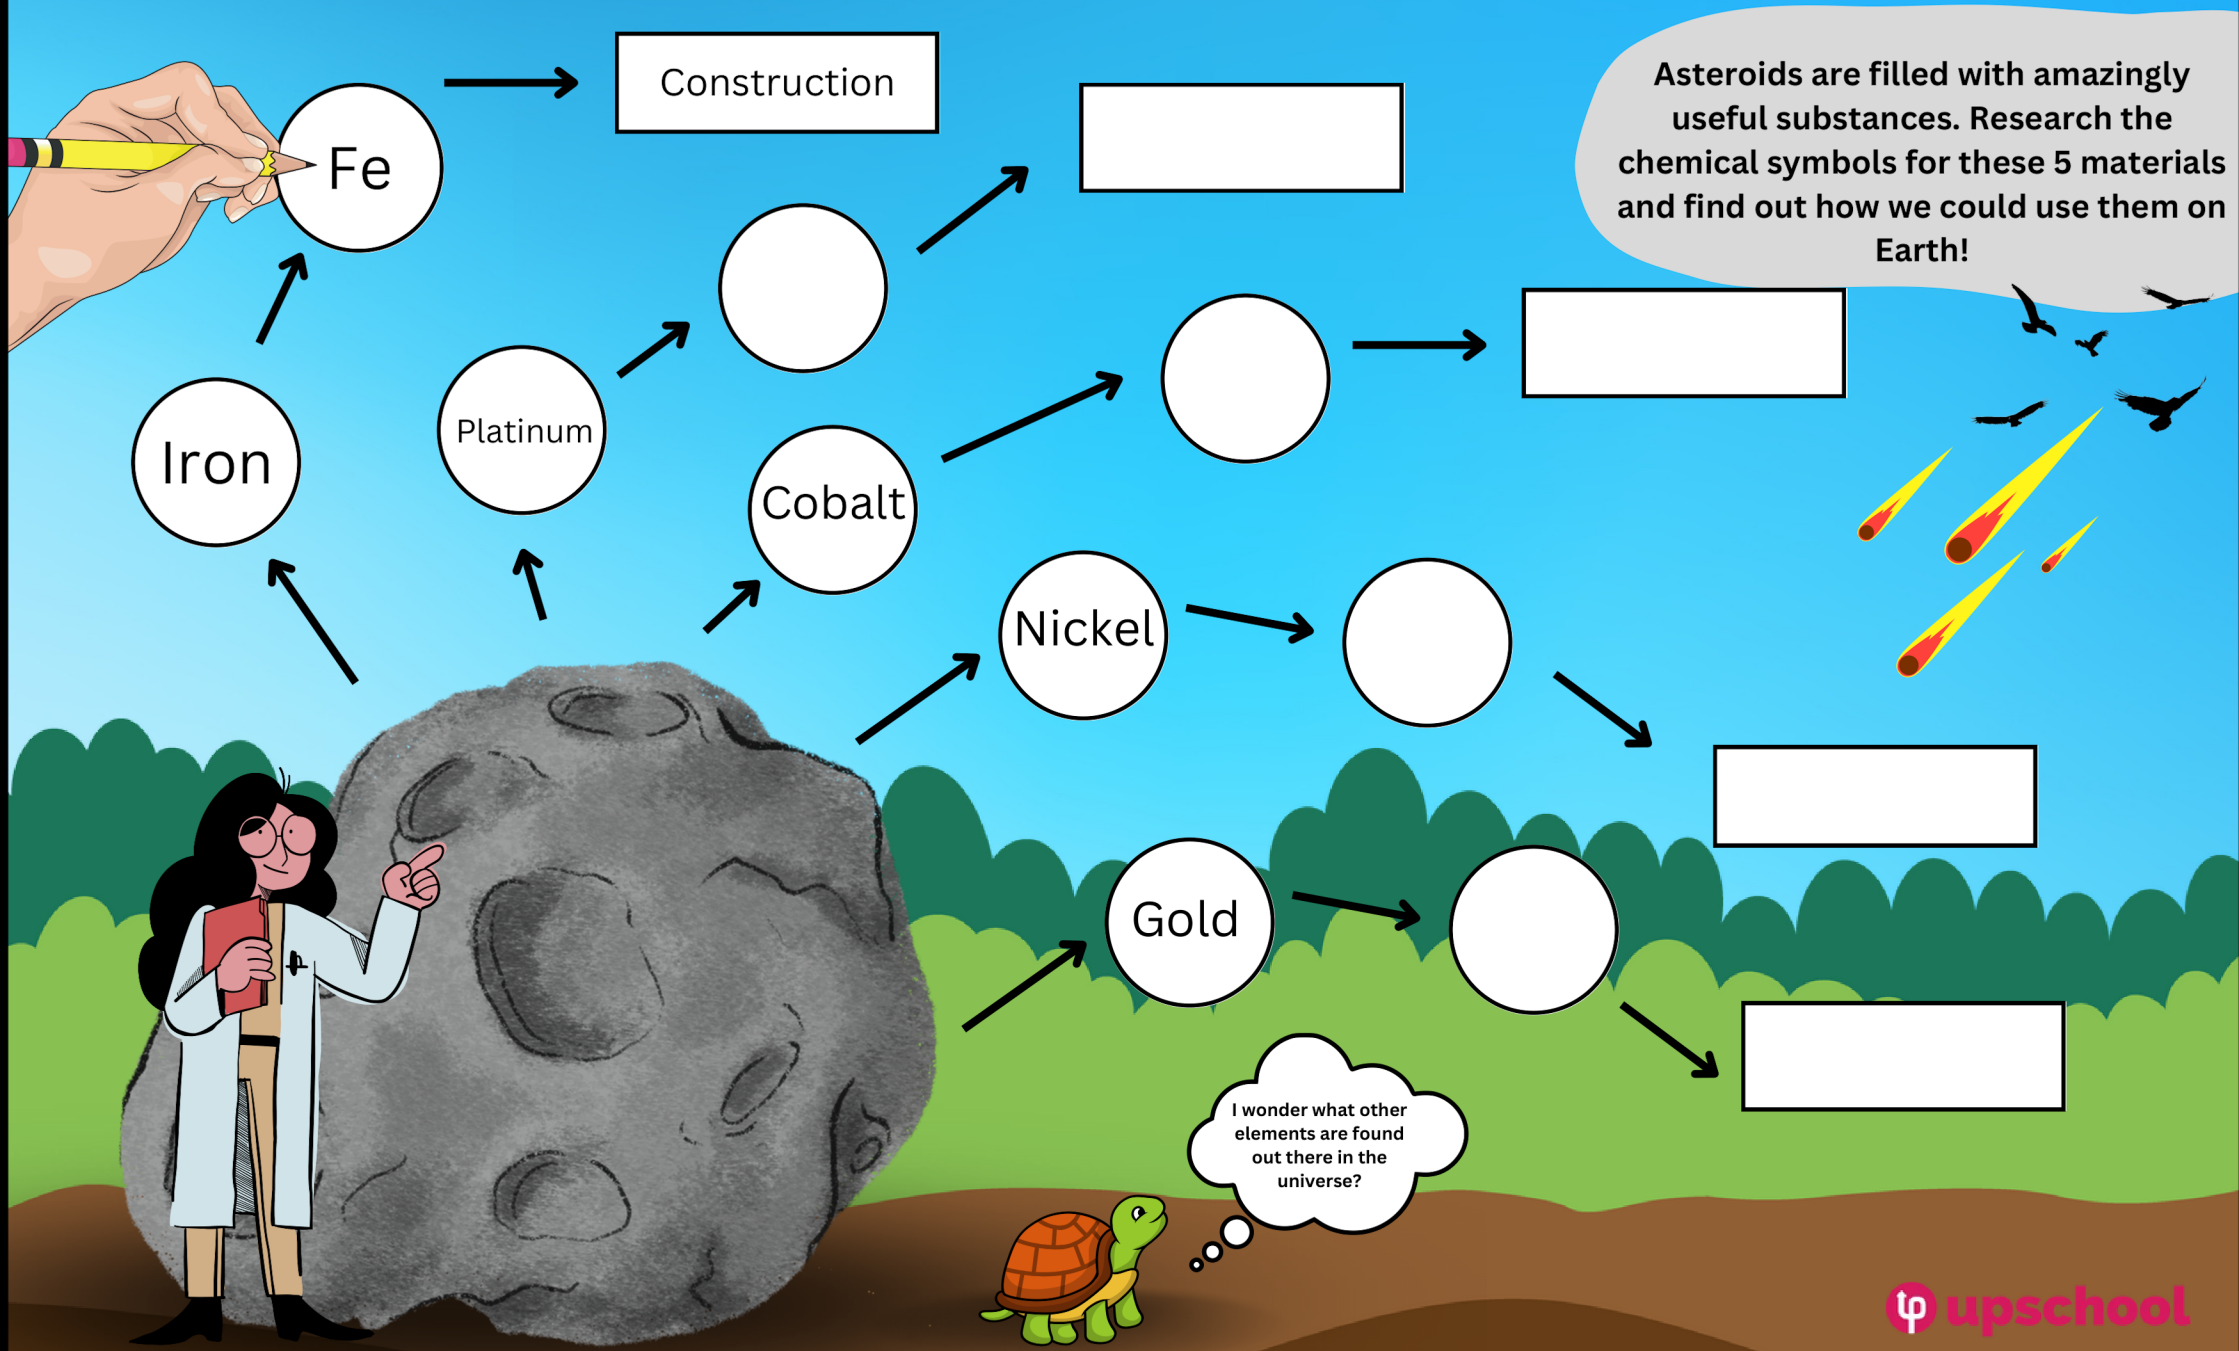 Asteroids are filled with amazingly
useful substances. Research the
chemical symbols for these 5 materials
and find out how we could use them on
Earth!
Fe
Construction
Iron
Platinum
Cobalt
Nickel
Gold
I wonder what other
elements are found
out there in the
universe?
up upschool